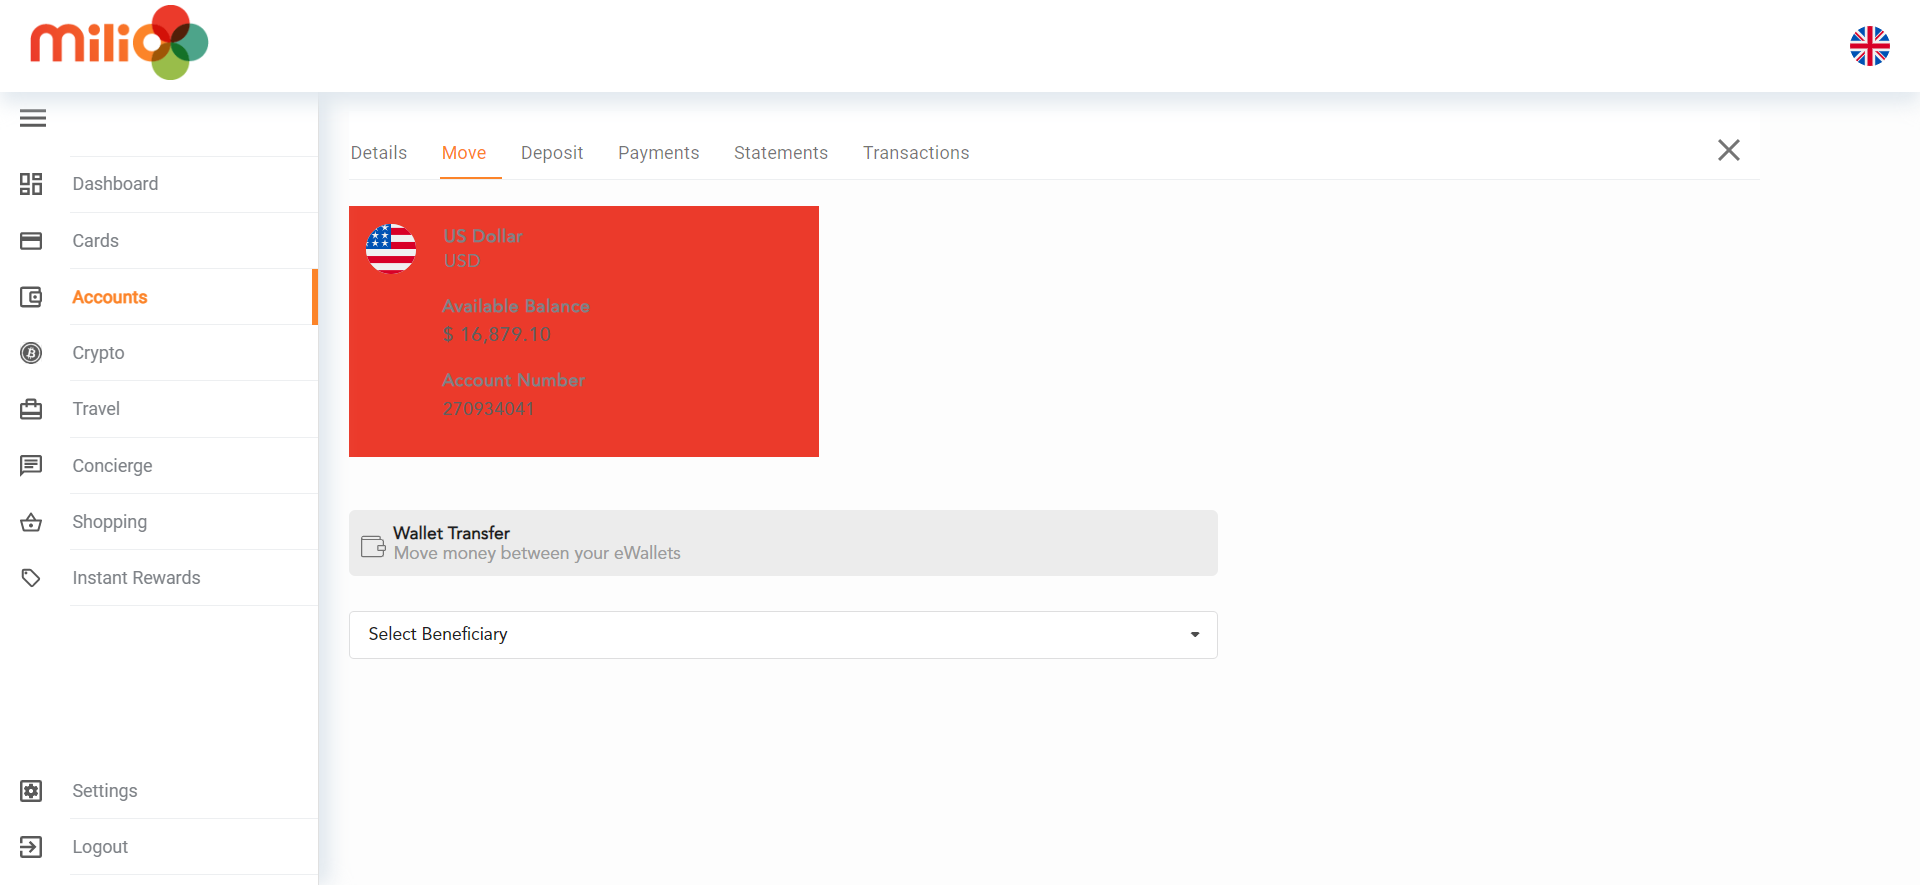 milio
Details Move Deposit Payments Statements Transactions
Dashboard
Cards
Accounts
Crypto
Travel
Concierge
Shopping
Instant Rewards
Settings
Logout
US Dollar
USD
Available Balance
$ 16,879.10
Account Number
270934041
Wallet Transfer
Move money between your eWallets
Select Beneficiary